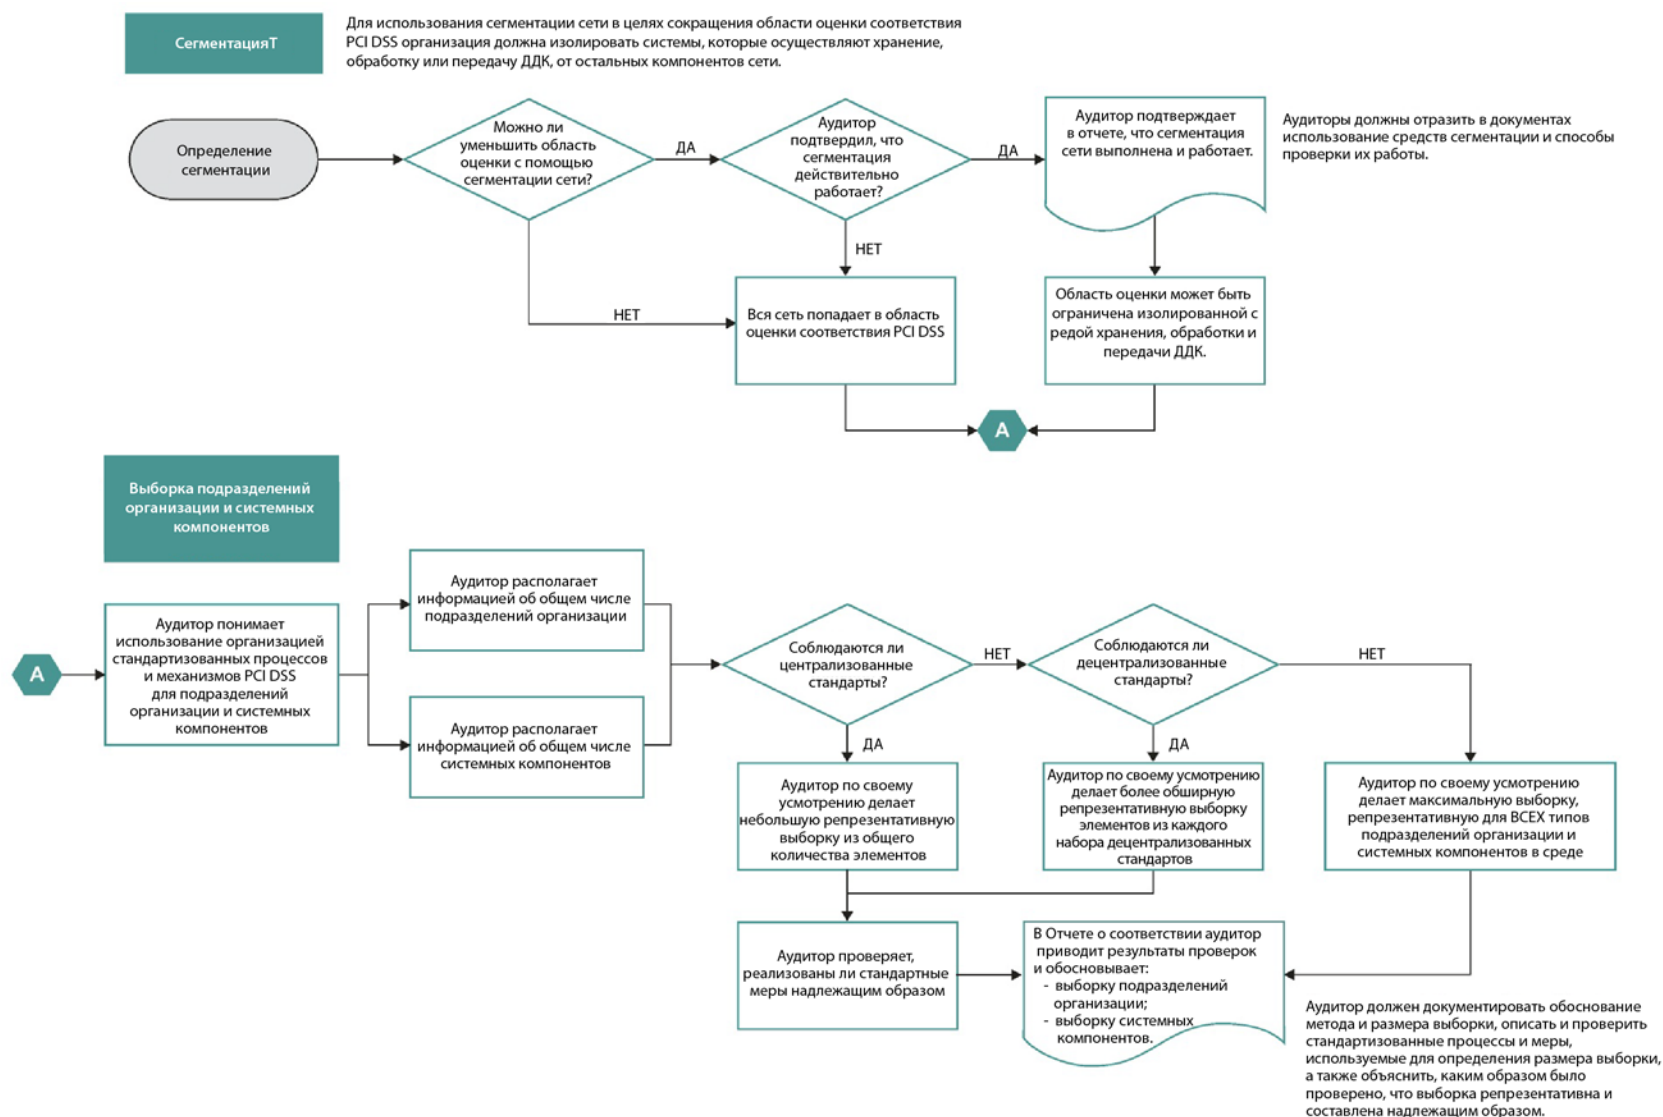 СегментацияТ
Для использования сегментации сети в целях сокращения области оценки соответствия
PCI DSS организация должна изолировать системы, которые осуществляют хранение,
обработку или передачу ДДК, от остальных компонентов сети.
Определение
сегментации
Можно ли
уменьшить область
оценки с помощью
сегментации сети?
ДА
Аудитор
подтвердил, что
сегментация
действительно
работает?
ДА
Аудитор подтверждает
в отчете, что сегментация
сети выполнена и работает.
Аудиторы должны отразить в документах
использование средств сегментации и способы
проверки их работы.
НЕТ
НЕТ
Вся сеть попадает в область
оценки соответствия PCI DSS
Область оценки может быть
ограничена изолированной с
редой хранения, обработки и
передачи ДДК.
А
Выборка подразделений
организации и системных
компонентов
А
Аудитор понимает
использование организацией
стандартизованных процессов
и механизмов PCI DSS
для подразделений
организации и системных
компонентов
Аудитор располагает
информацией об общем числе
подразделений организации
Аудитор располагает
информацией об общем числе
системных компонентов
Соблюдаются ли
централизованные
стандарты?
НЕТ
Соблюдаются ли
децентрализованные
стандарты?
НЕТ
ДА
ДА
Аудитор по своему
усмотрению делает
небольшую репрезентативную
выборку из общего
количества элементов
Аудитор по своему усмотрению
делает более обширную
репрезентативную выборку
элементов из каждого
набора децентрализованных
стандартов
Аудитор по своему усмотрению
делает максимальную выборку,
репрезентативную для ВСЕХ типов
подразделений организации и
системных компонентов в среде
Аудитор проверяет,
реализованы ли стандартные
меры надлежащим образом
В Отчете о соответствии аудитор
приводит результаты проверок
и обосновывает:
- выборку подразделений
организации;
- выборку системных
компонентов.
Аудитор должен документировать обоснование
метода и размера выборки, описать и проверить
стандартизованные процессы и меры,
используемые для определения размера выборки,
а также объяснить, каким образом было
проверено, что выборка репрезентативна и
составлена надлежащим образом.